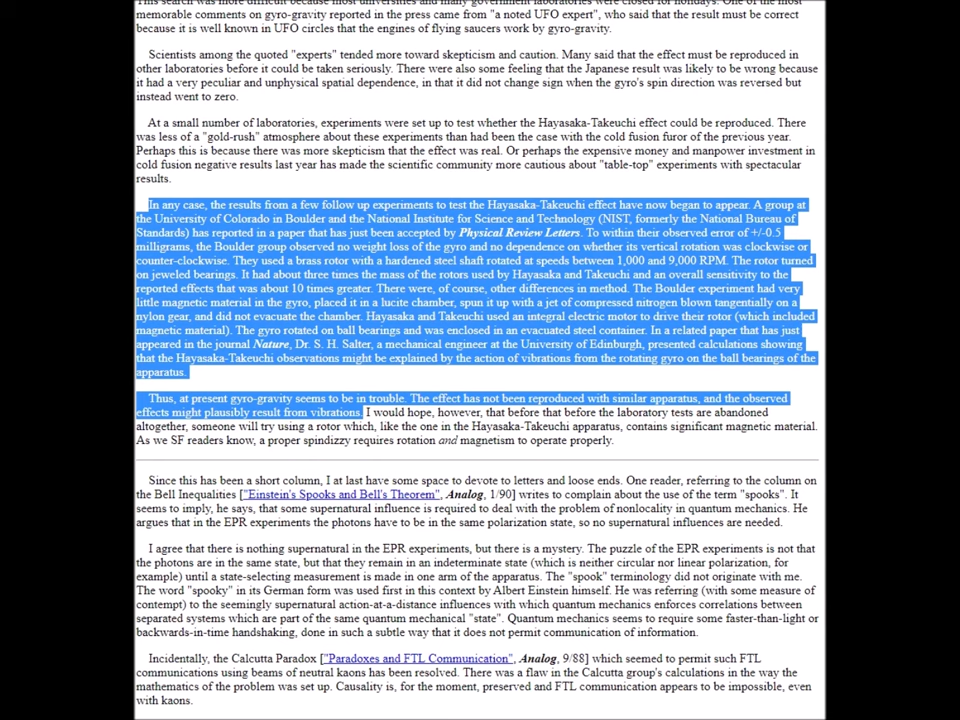 This search was more difficult because most universities and many government laboratories were closed for holidays. One of the most
memorable comments on gyro-gravity reported in the press came from "a noted UFO expert", who said that the result must be correct
because it is well known in UFO circles that the engines of flying saucers work by gyro-gravity.
Scientists among the quoted "experts" tended more toward skepticism and caution. Many said that the effect must be reproduced in
other laboratories before it could be taken seriously. There were also some feeling that the Japanese result was likely to be wrong because
it had a very peculiar and unphysical spatial dependence, in that it did not change sign when the gyro's spin direction was reversed but
instead went to zero.
At a small number of laboratories, experiments were set up to test whether the Hayasaka-Takeuchi effect could be reproduced. There
was less of a "gold-rush" atmosphere about these experiments than had been the case with the cold fusion furor of the previous year.
Perhaps this is because there was more skepticism that the effect was real. Or perhaps the expensive money and manpower investment in
cold fusion negative results last year has made the scientific community more cautious about "table-top" experiments with spectacular
results.
In any case, the results from a few follow up experiments to test the Hayasaka-Takeuchi effect have now began to appear. A group at
the University of Colorado in Boulder and the National Institute for Science and Technology (NIST, formerly the National Bureau of
Standards) has reported in a paper that has just been accepted by Physical Review Letters. To within their observed error of +/-0.5
milligrams, the Boulder group observed no weight loss of the gyro and no dependence on whether its vertical rotation was clockwise or
counter-clockwise. They used a brass rotor with a hardened steel shaft rotated at speeds between 1,000 and 9,000 RPM. The rotor turned
on jeweled bearings. It had about three times the mass of the rotors used by Hayasaka and Takeuchi and an overall sensitivity to the
reported effects that was about 10 times greater. There were, of course, other differences in method. The Boulder experiment had very
little magnetic material in the gyro, placed it in a lucite chamber, spun it up with a jet of compressed nitrogen blown tangentially on a
nylon gear, and did not evacuate the chamber. Hayasaka and Takeuchi used an integral electric motor to drive their rotor (which included
magnetic material). The gyro rotated on ball bearings and was enclosed in an evacuated steel container. In a related paper that has just
appeared in the journal Nature, Dr. S. H. Salter, a mechanical engineer at the University of Edinburgh, presented calculations showing
that the Hayasaka-Takeuchi observations might be explained by the action of vibrations from the rotating gyro on the ball bearings of the
apparatus.
Thus, at present gyro-gravity seems to be in trouble. The effect has not been reproduced with similar apparatus, and the observed
effects might plausibly result from vibrations. I would hope, however, that before that before the laboratory tests are abandoned
altogether, someone will try using a rotor which, like the one in the Hayasaka-Takeuchi apparatus, contains significant magnetic material.
As we SF readers know, a proper spindizzy requires rotation and magnetism to operate properly.
Since this has been a short column, I at last have some space to devote to letters and loose ends. One reader, referring to the column on
the Bell Inequalities ["Einstein's Spooks and Bell's Theorem", Analog, 1/90] writes to complain about the use of the term "spooks". It
seems to imply, he says, that some supernatural influence is required to deal with the problem of nonlocality in quantum mechanics. He
argues that in the EPR experiments the photons have to be in the same polarization state, so no supernatural influences are needed.
I agree that there is nothing supernatural in the EPR experiments, but there is a mystery. The puzzle of the EPR experiments is not that
the photons are in the same state, but that they remain in an indeterminate state (which is neither circular nor linear polarization, for
example) until a state-selecting measurement is made in one arm of the apparatus. The "spook" terminology did not originate with me.
The word "spooky" in its German form was used first in this context by Albert Einstein himself. He was referring (with some measure of
contempt) to the seemingly supernatural action-at-a-distance influences with which quantum mechanics enforces correlations between
separated systems which are part of the same quantum mechanical "state". Quantum mechanics seems to require some faster-than-light or
backwards-in-time handshaking, done in such a subtle way that it does not permit communication of information.
Incidentally, the Calcutta Paradox ["Paradoxes and FTL Communication", Analog, 9/88] which seemed to permit such FTL
communications using beams of neutral kaons has been resolved. There was a flaw in the Calcutta group's calculations in the way the
mathematics of the problem was set up. Causality is, for the moment, preserved and FTL communication appears to be impossible, even
with kaons.